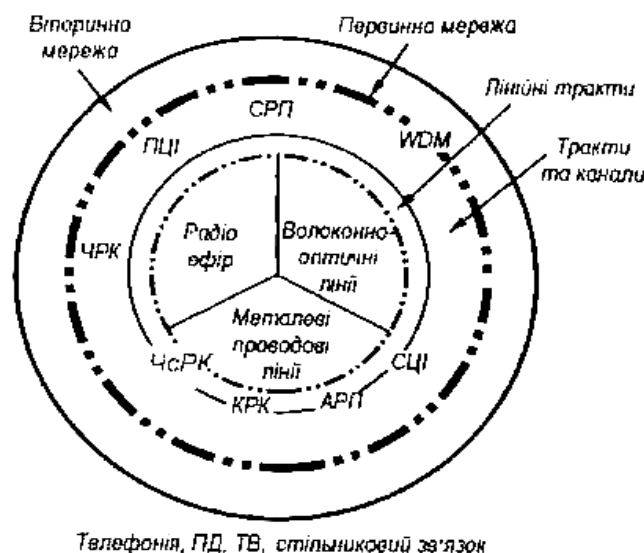 Вторинна
мережа
Первинна мережа
Лінійні тракти
Тракти
та канали
СРП
WDM
ПЦІ
ЧРК
Радіо
ефір
Волоконно-
оптичні
лінії
Металеві
проводові
лінії
ЧсРК
СЦІ
КРК
АРП
Телефонія, ПД, ТВ, стільниковий зв'язок